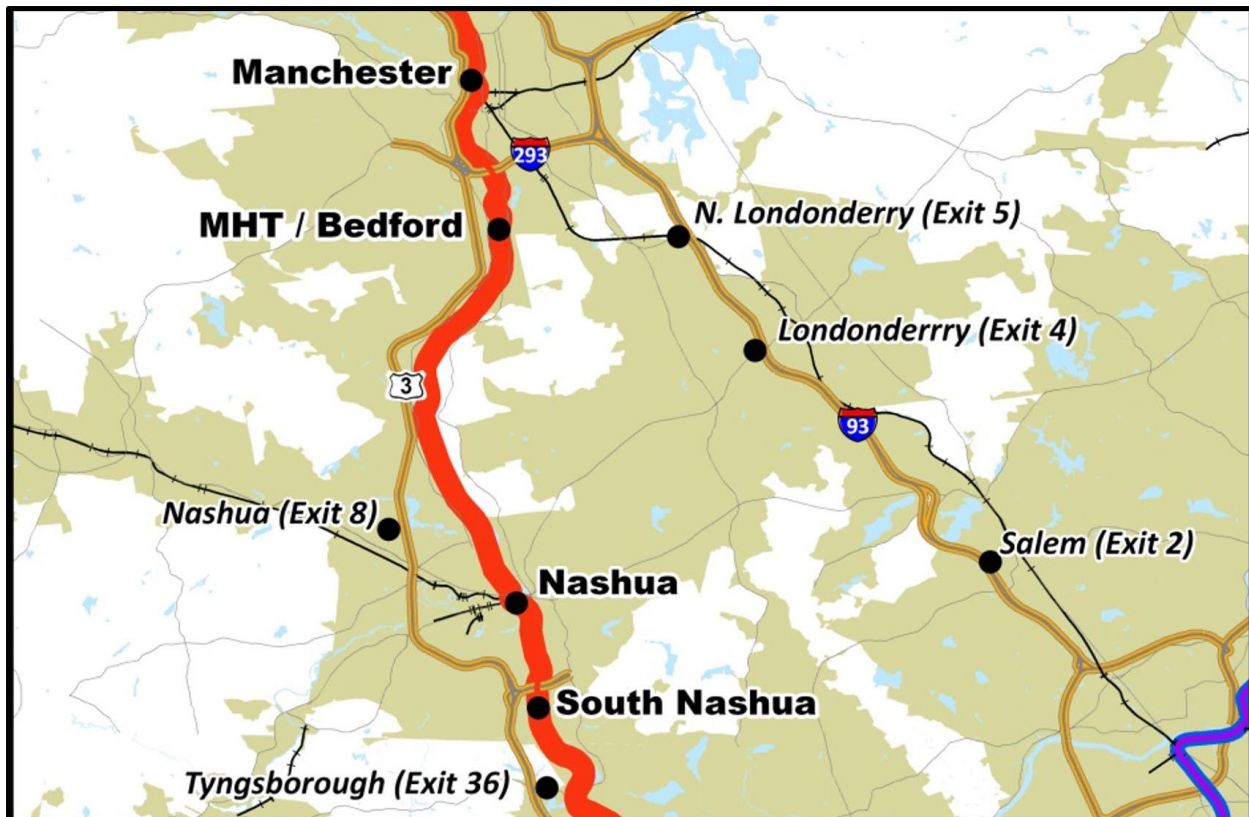 Manchester
293
MHT / Bedford
N. Londonderry (Exit 5)
Londonderrry (Exit 4)
3
93
Nashua (Exit 8)
Salem (Exit 2)
Nashua
South Nashua
Tyngsborough (Exit 36)